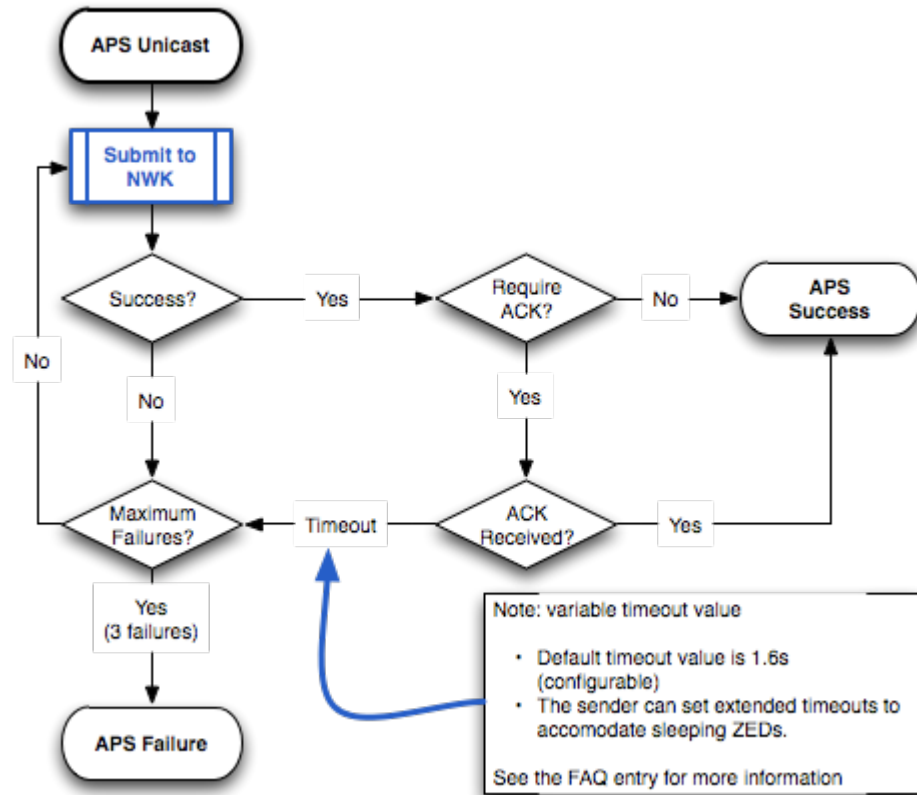 APS Unicast
Submit to
NWK
Success?
Yes
Require
ACK?
No
APS
Success
No
No
Yes
Maximum
Failures?
Timeout
ACK
Received?
Yes
Yes
(3 failures)
APS Failure
Note: variable timeout value
• Default timeout value is 1.6s
(configurable)
• The sender can set extended timeouts to
accomodate sleeping ZEDs.
See the FAQ entry for more information